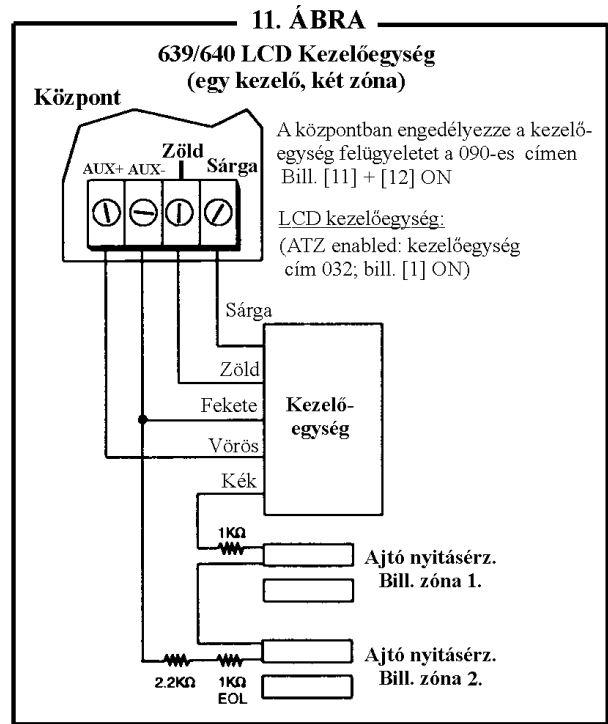 11. ÁBRA
639/640 LCD Kezelőegység
(egy kezelő, két zóna)
Központ
AUX+ AUX- Zöld Sárga
A központban engedélyezze a kezelő-
egység felügyeletet a 090-es címen
Bill. [11] + [12] ON
LCD kezelőegység:
(ATZ enabled: kezelőegység
cím 032; bill. [1] ON)
Sárga
Zöld
Fekete
Vörös
Kék
Kezelő-
egység
1KΩ
Ajtó nyitásérz.
Bill. zóna 1.
2.2KΩ
1KΩ
EOL
Ajtó nyitásérz.
Bill. zóna 2.